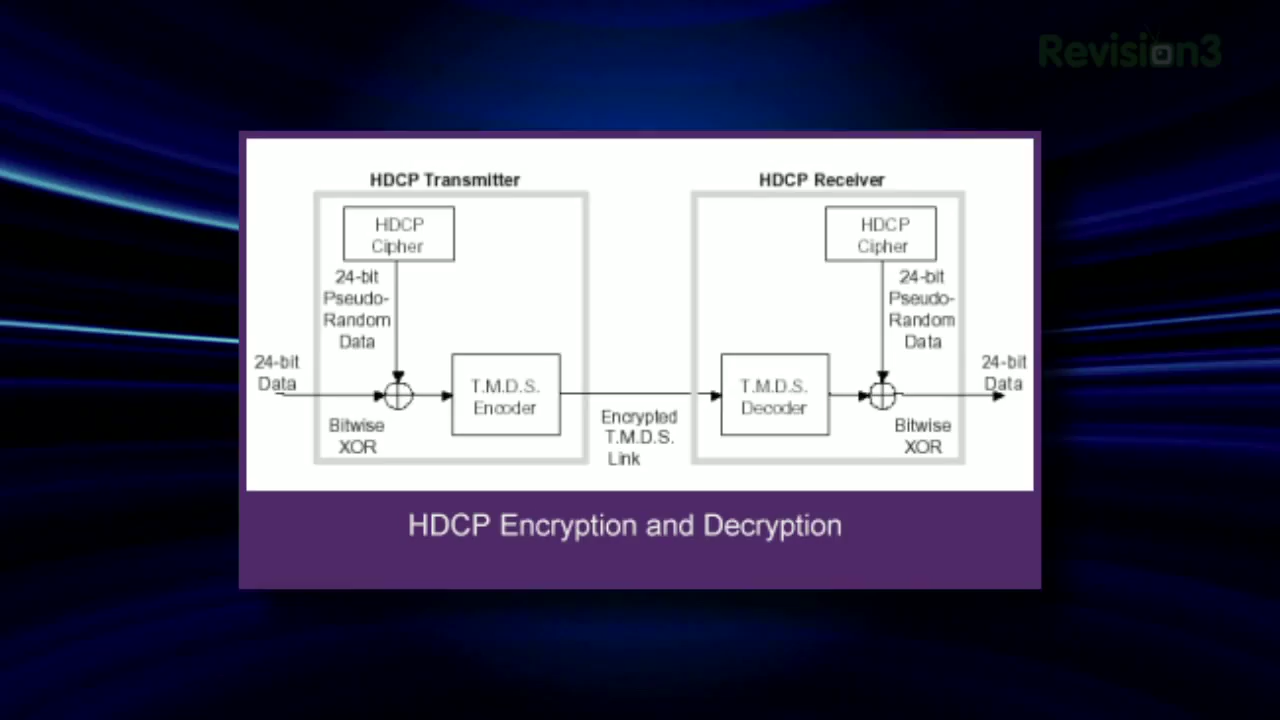 Revision3
HDCP Transmitter
HDCP Receiver
HDCP
Cipher
HDCP
Cipher
24-bit
Pseudo-
Random
Data
24-bit
Pseudo-
Random
Data
24-bit
Data
T.M.D.S.
Encoder
T.M.D.S.
Decoder
24-bit
Data
Bitwise
XOR
Encrypted
T.M.D.S.
Link
Bitwise
XOR
HDCP Encryption and Decryption